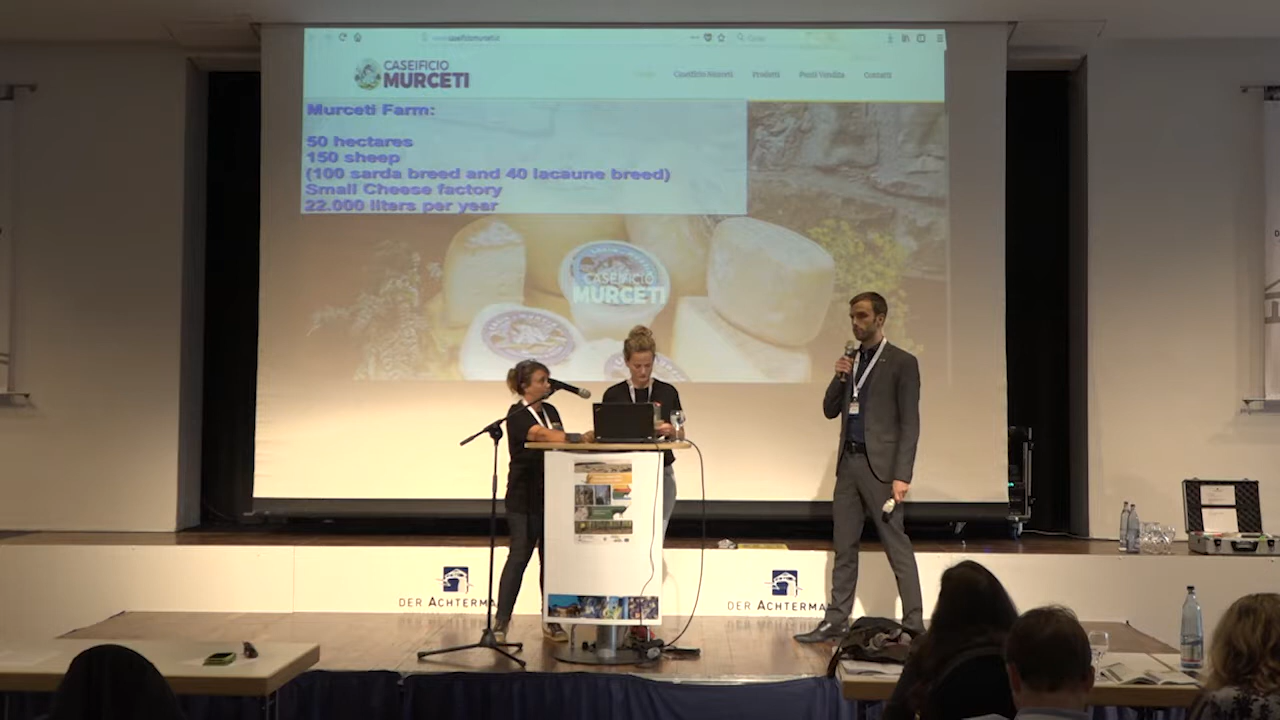 CASEIFICIO
MURCETI
Caseificio Murceti
Prodotti
Punti Vendita
Contatti
Murceti Farm:
50 hectares
150 sheep
(100 sarda breed and 40 lacaune breed)
Small Cheese factory
22.000 liters per year
CASEIFICIO
MURCETI
DER ACHTERMA
DER ACHTERMA